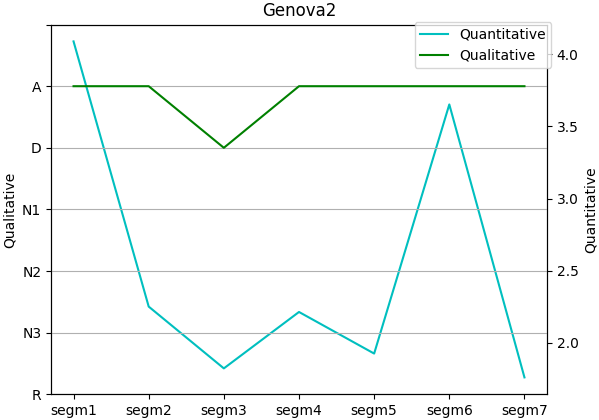 Genova2
Quantitative
Qualitative
A
D
N1
N2
N3
R
Qualitative
4.0
3.5
3.0
2.5
2.0
Quantitative
segm1 segm2 segm3 segm4 segm5 segm6 segm7